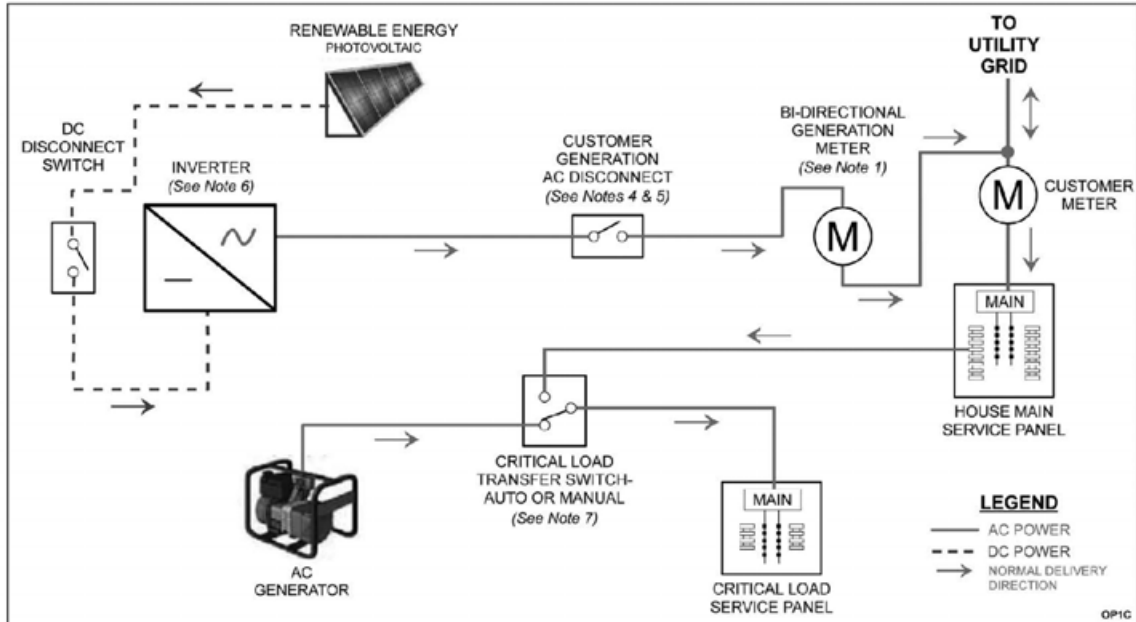 RENEWABLE ENERGY
PHOTOVOLTAIC
TO
UTILITY
GRID
DC
DISCONNECT
SWITCH
INVERTER
(See Note 6)
CUSTOMER
GENERATION
AC DISCONNECT
(See Notes 4 & 5)
BI-DIRECTIONAL
GENERATION
METER
(See Note 1)
M
M
CUSTOMER
METER
MAIN
HOUSE MAIN
SERVICE PANEL
CRITICAL LOAD
TRANSFER SWITCH-
AUTO OR MANUAL
(See Note 7)
AC
GENERATOR
MAIN
CRITICAL LOAD
SERVICE PANEL
LEGEND
AC POWER
DC POWER
NORMAL DELIVERY
DIRECTION
OP1C